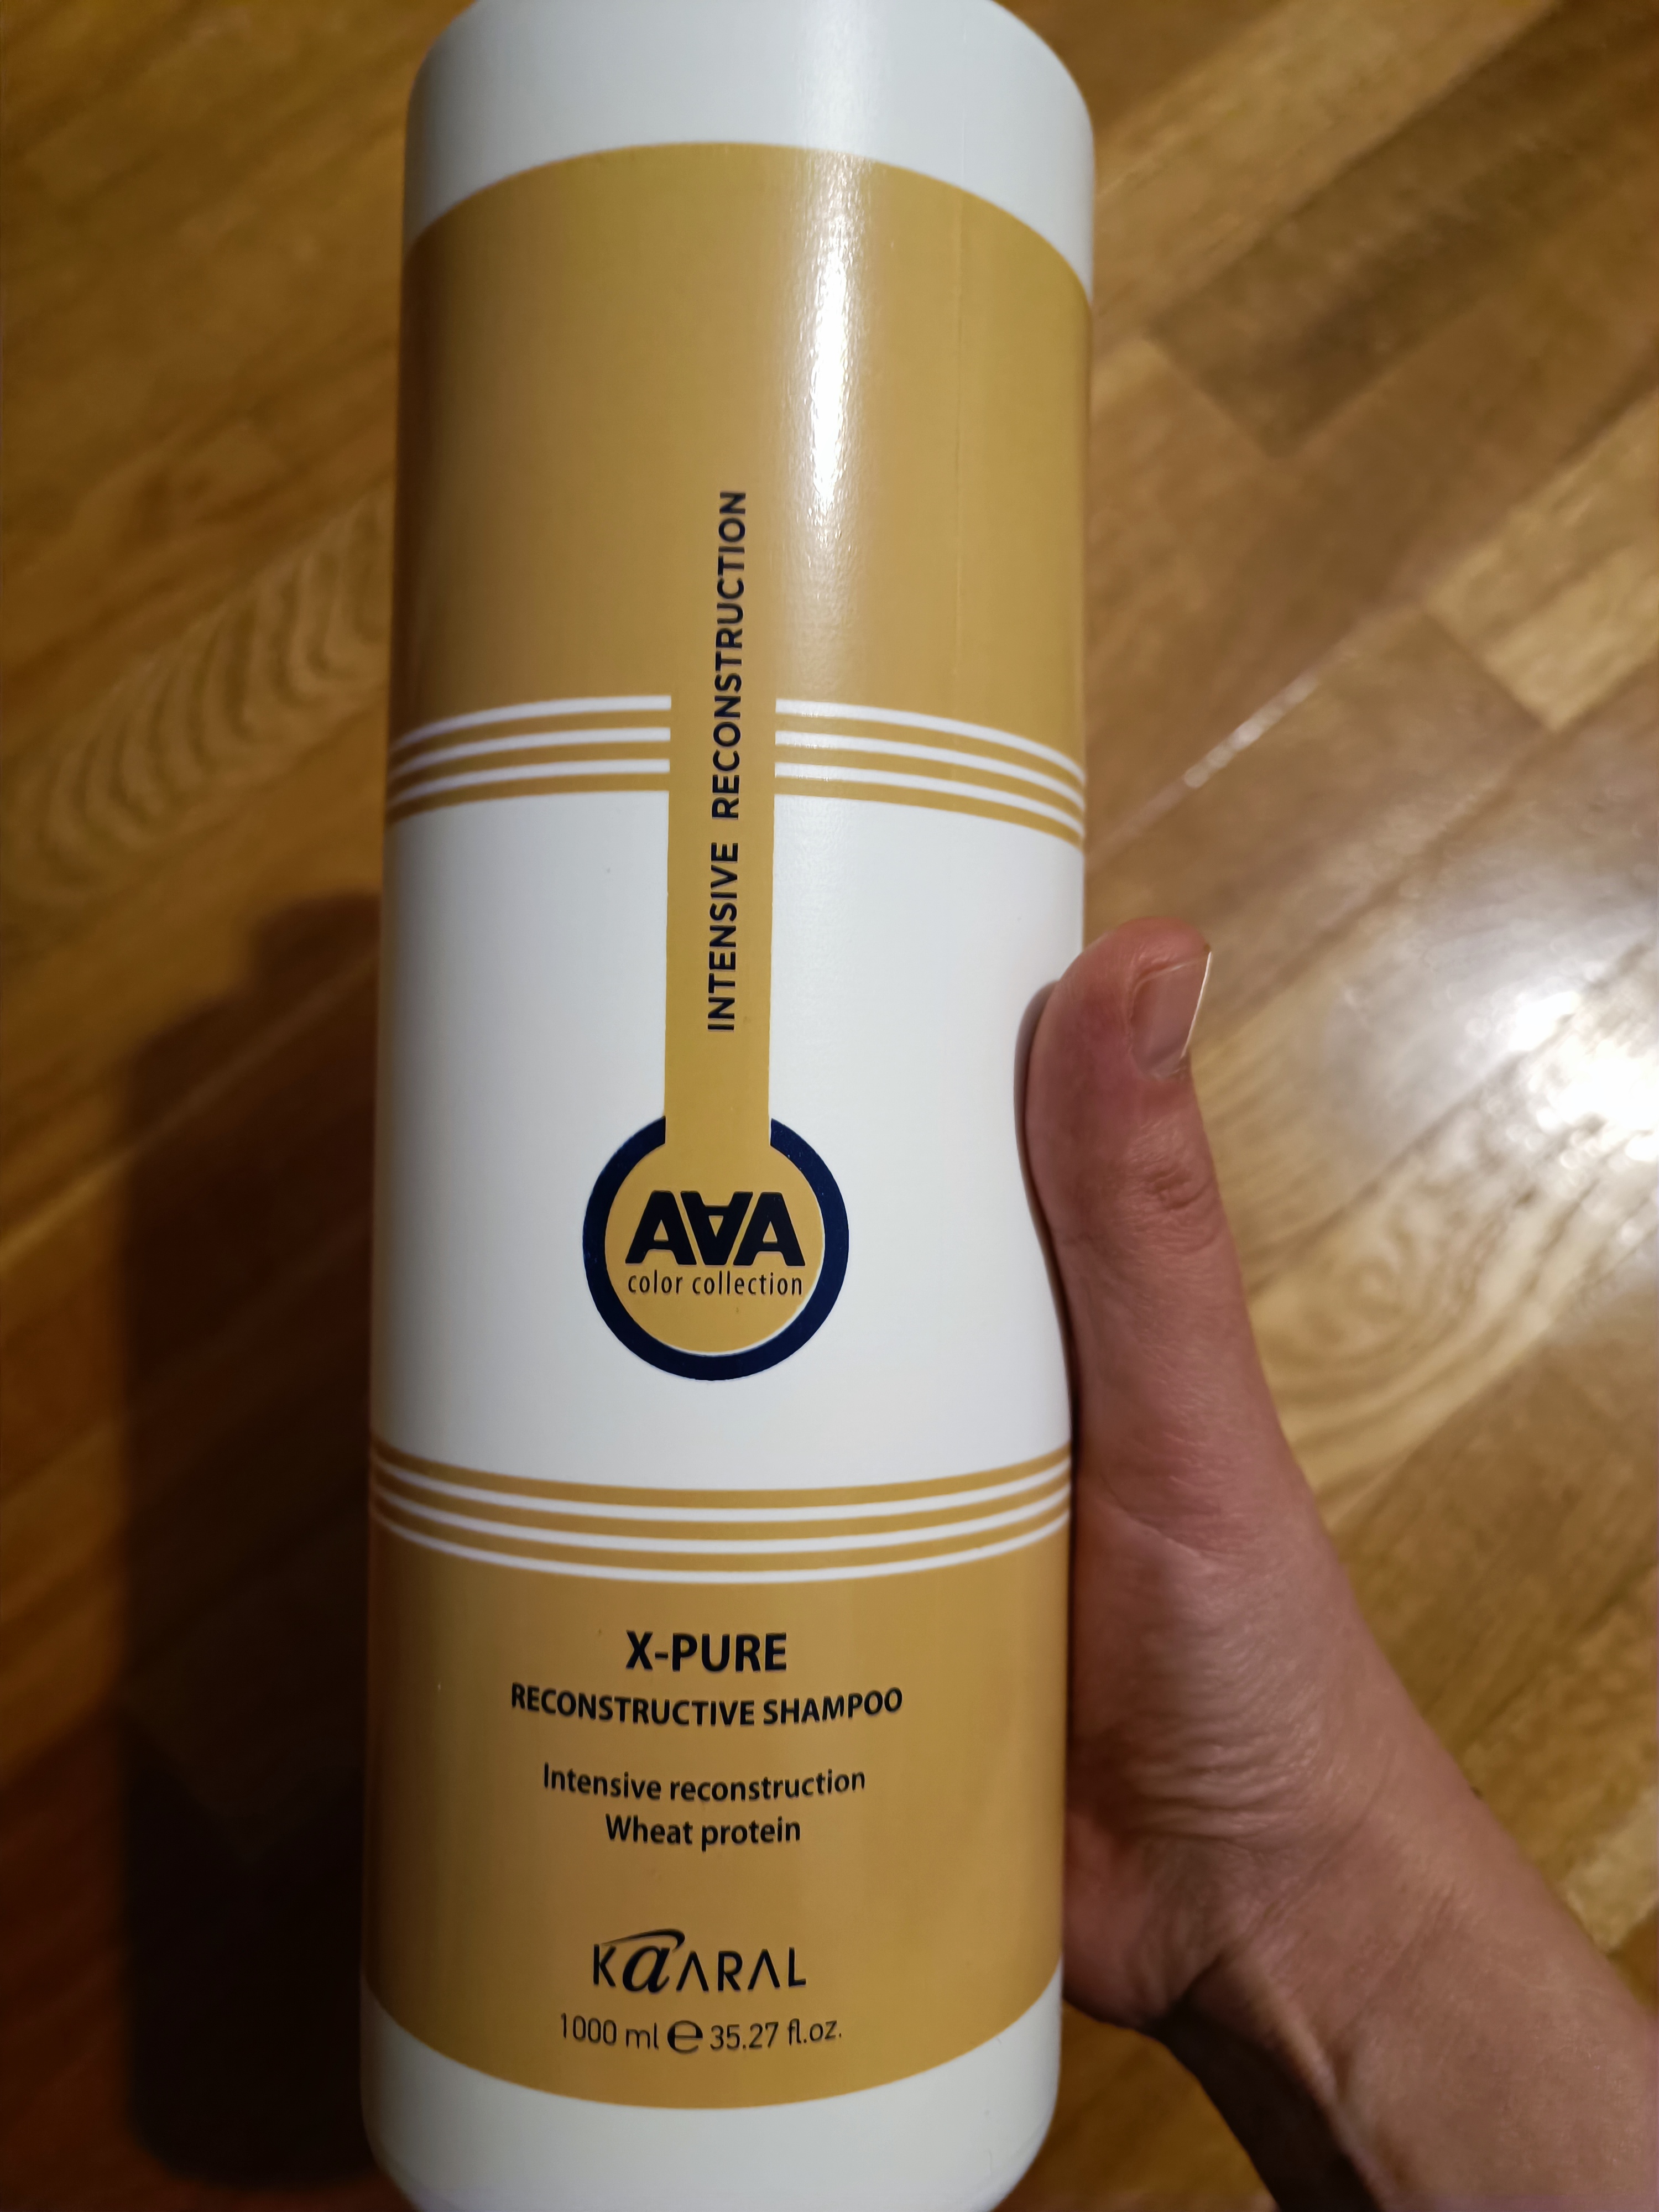 INTENSIVE RECONSTRUCTION
AAA
color collection
X-PURE
RECONSTRUCTIVE SHAMPOO
Intensive reconstruction
Wheat protein
KAARAL
1000 ml ℮ 35.27 fl.oz.